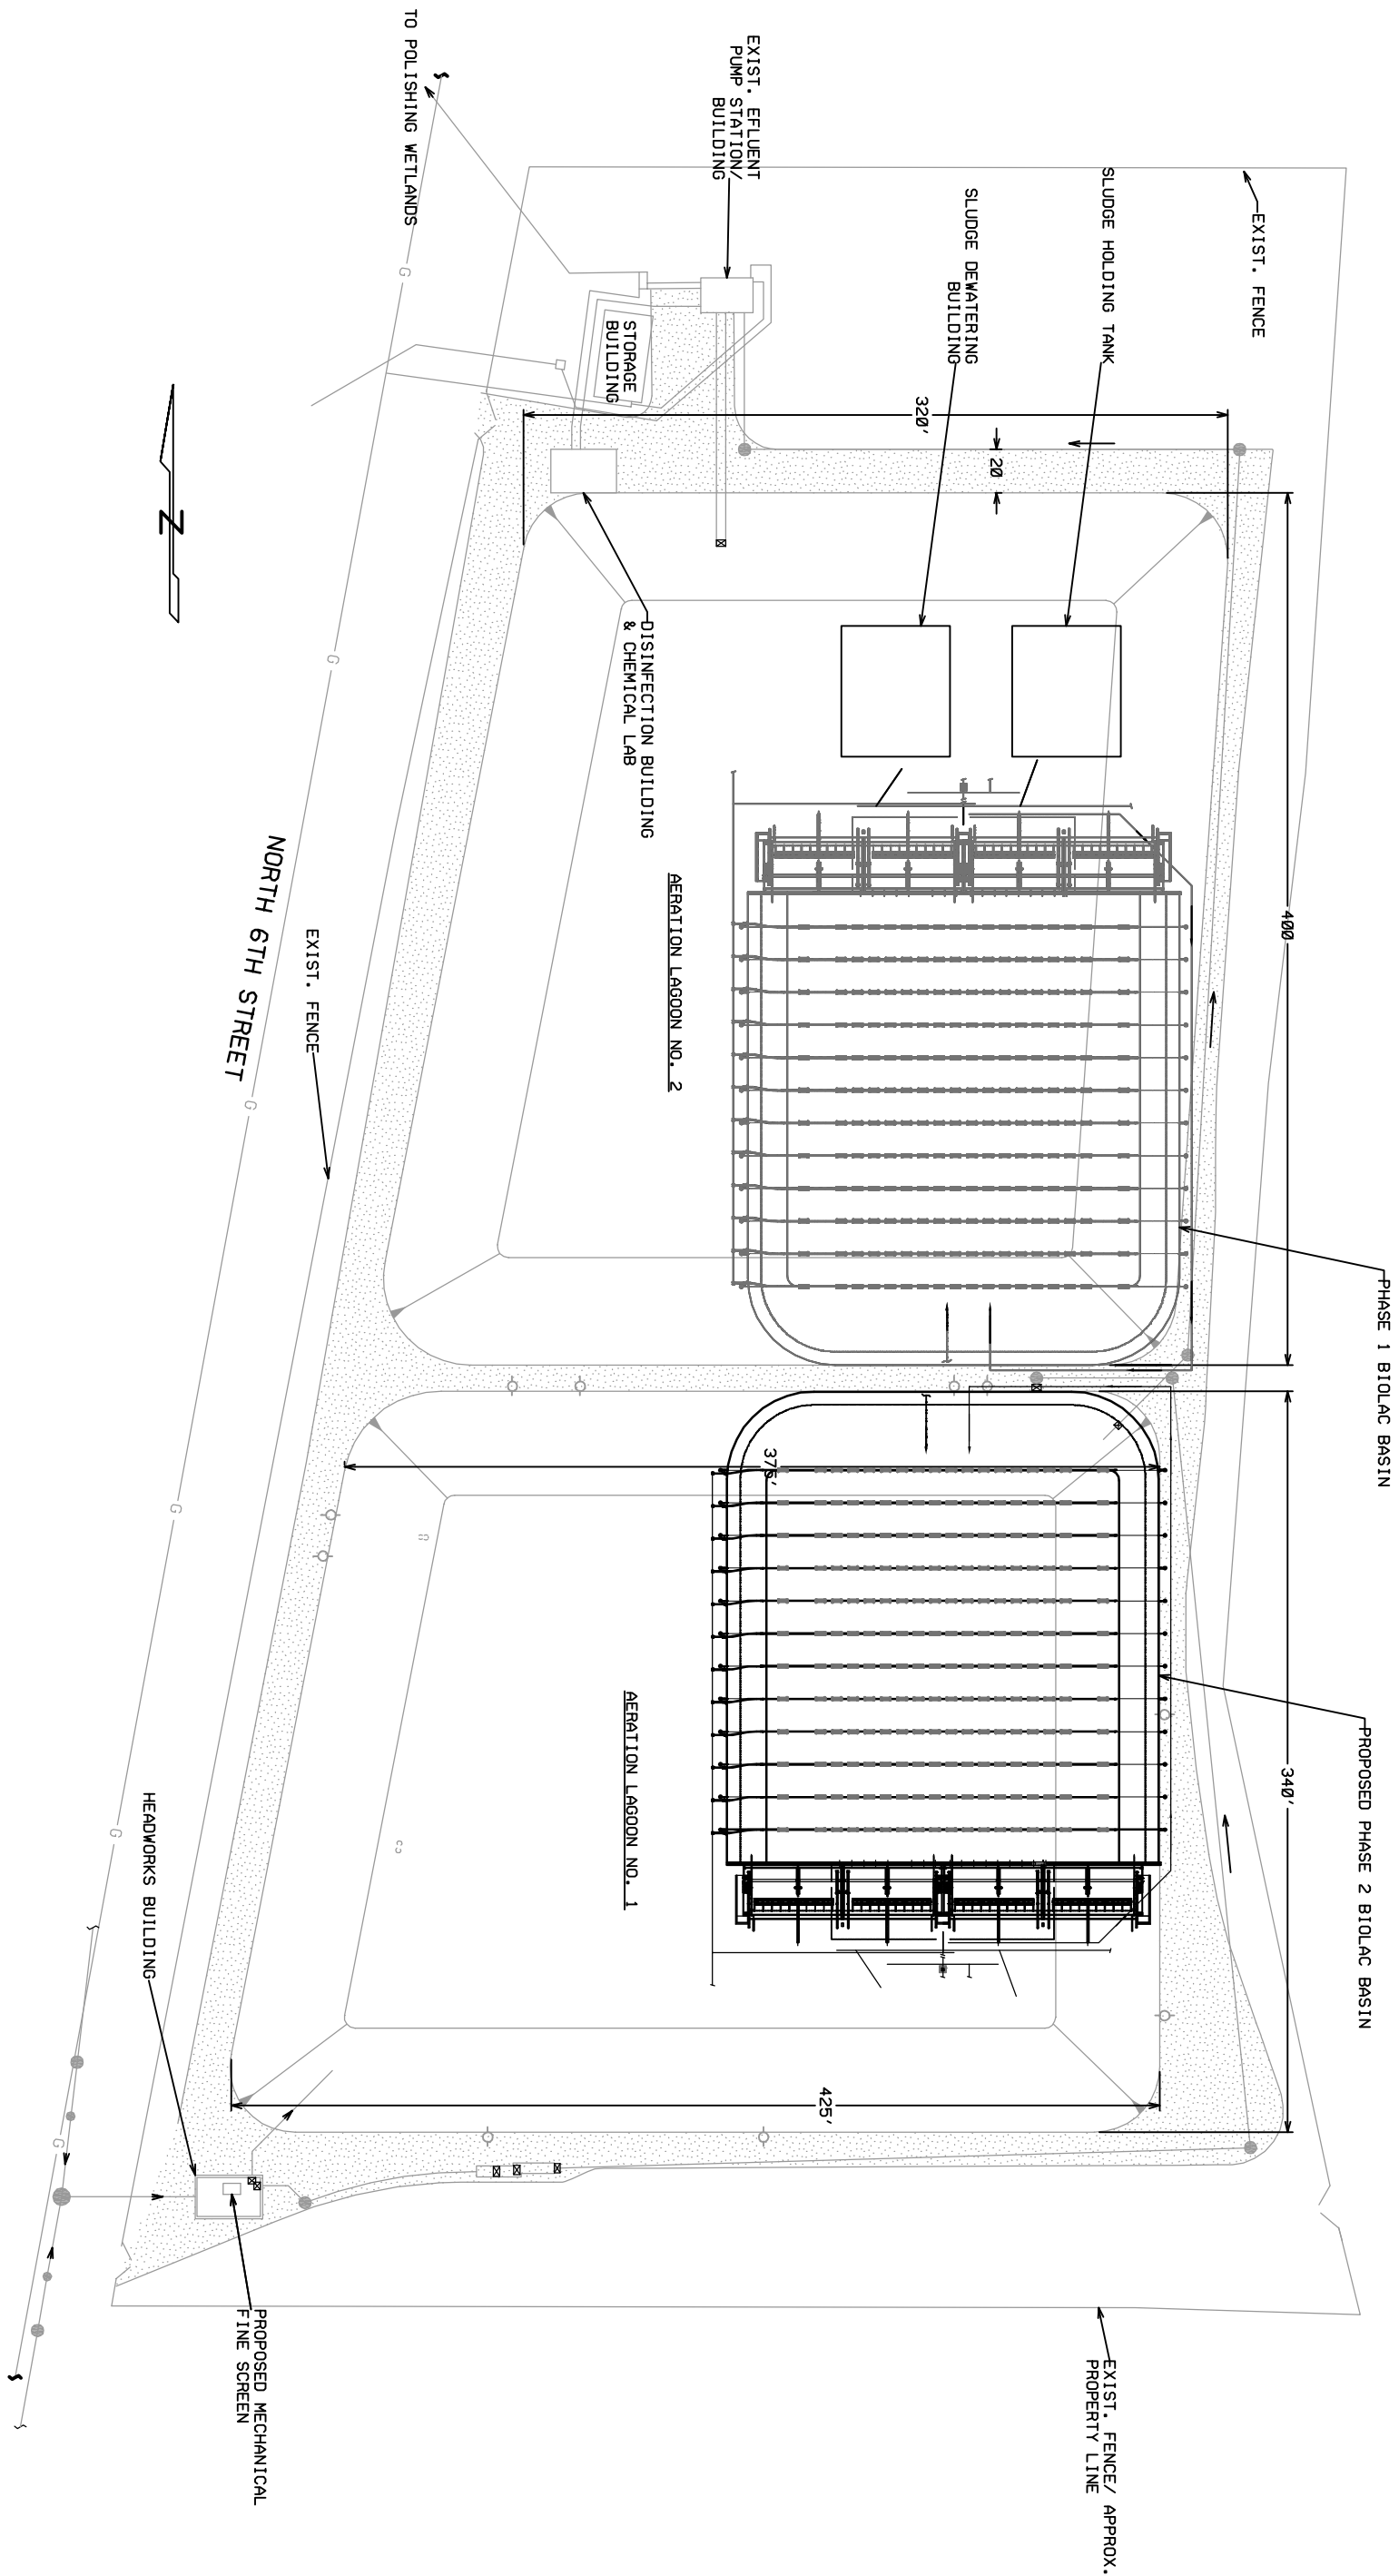 TO POLISHING WETLANDS
EXIST. EFLUENT
PUMP STATION/
BUILDING
STORAGE
BUILDING
SLUDGE DEWATERING
BUILDING
SLUDGE HOLDING TANK
EXIST. FENCE
320'
20
400
DISINFECTION BUILDING
& CHEMICAL LAB
AERATION LAGOON NO. 2
PHASE 1 BIOLAC BASIN
N
G
G
NORTH 6TH STREET
G
EXIST. FENCE
G
375'
340'
PROPOSED PHASE 2 BIOLAC BASIN
AERATION LAGOON NO. 1
G
HEADWORKS BUILDING
425'
G
PROPOSED MECHANICAL
FINE SCREEN
EXIST. FENCE/ APPROX.
PROPERTY LINE